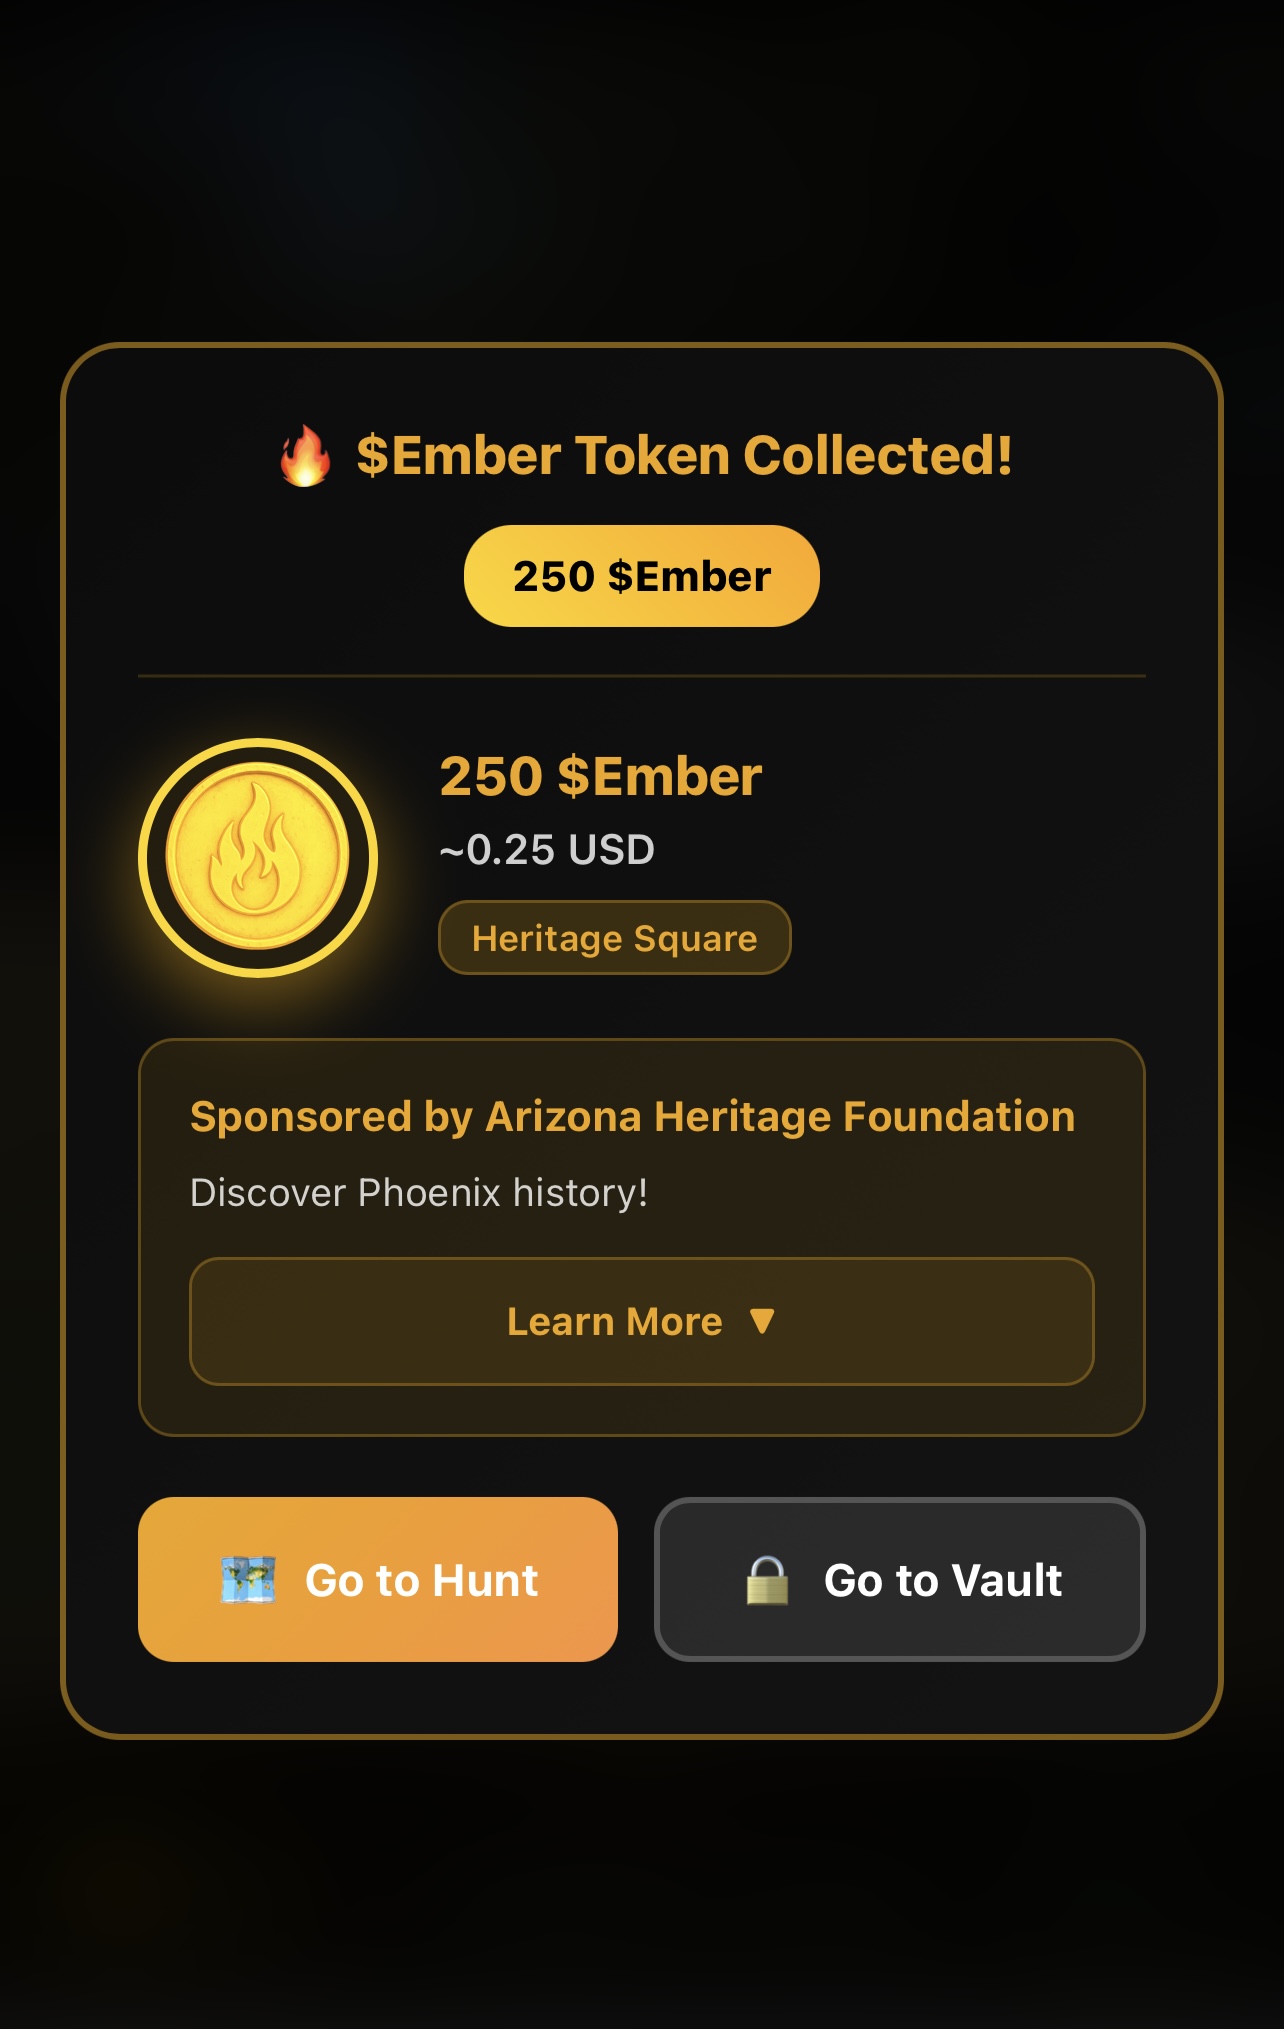 🔥 $Ember Token Collected!
250 $Ember
250 $Ember
~0.25 USD
Heritage Square
Sponsored by Arizona Heritage Foundation
Discover Phoenix history!
Learn More ▼
🗺️ Go to Hunt
🔒 Go to Vault